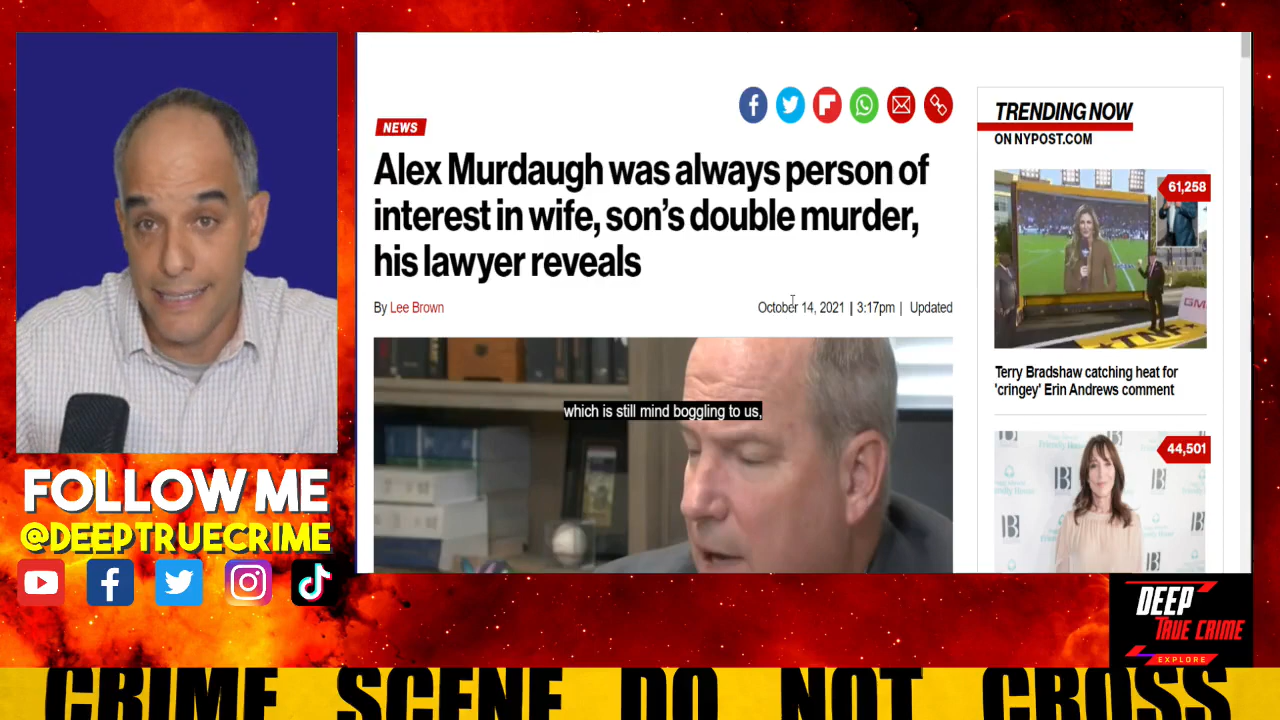 NEWS
Alex Murdaugh was always person of
interest in wife, son's double murder,
his lawyer reveals
By Lee Brown
October 14, 2021 | 3:17pm | Updated
which is still mind boggling to us,
TRENDING NOW
ON NYPOST.COM
61,258
GM
TNF
Terry Bradshaw catching heat for
'cringey' Erin Andrews comment
44,501
FOLLOW ME
@DEEPTRUECRIME
DEEP
TRUE CRIME
EXPLORE
CRIME SCENE DO NOT CROSS